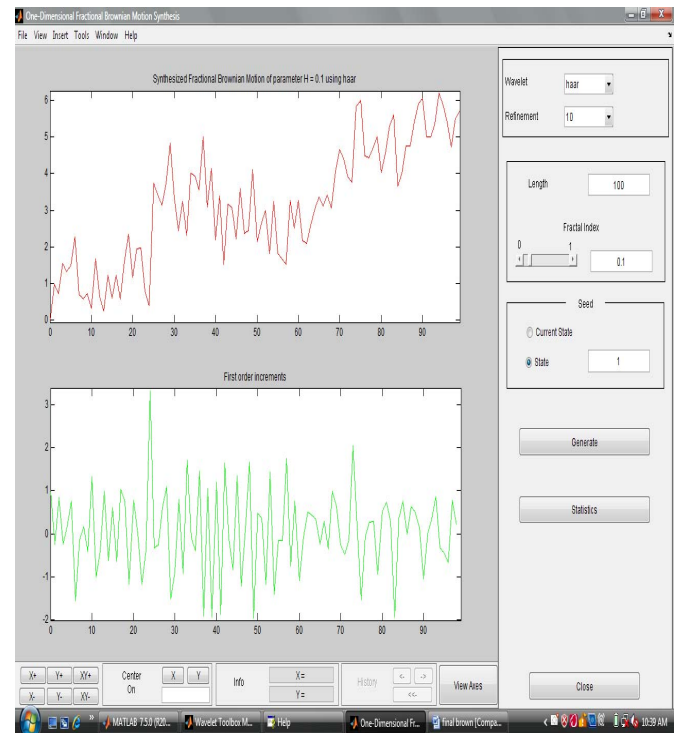 One-Dimensional Fractional Brownian Motion Synthesis
File View Insert Tools Window Help
Synthesized Fractional Brownian Motion of parameter H = 0.1 using haar
6
5
4
3
2
1
0
0 10 20 30 40 50 60 70 80 90
First order increments
3
2
1
0
-1
-2
0 10 20 30 40 50 60 70 80 90
Wavelet haar
Refinement 10
Length 100
Fractal Index
0 1
0.1
Seed
Current State
State 1
Generate
Statistics
Close
X+ Y+ XY+
X- Y- XY-
Center
On
X Y
Info
X =
Y =
History
<- ->
<<-
View Axes
MATLAB 7.5.0 (R20...
Wavelet Toolbox M...
Help
One-Dimensional Fr...
final brown [Compa...
10:39 AM